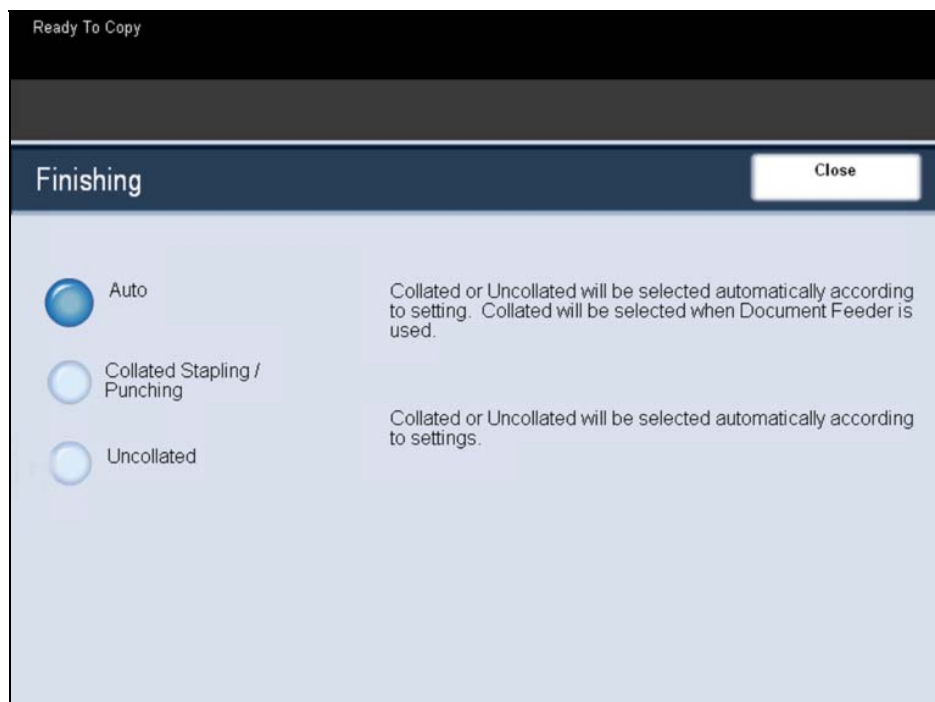 Ready To Copy
Finishing
Close
Auto
Collated Stapling /
Punching
Uncollated
Collated or Uncollated will be selected automatically according
to setting. Collated will be selected when Document Feeder is
used.
Collated or Uncollated will be selected automatically according
to settings.